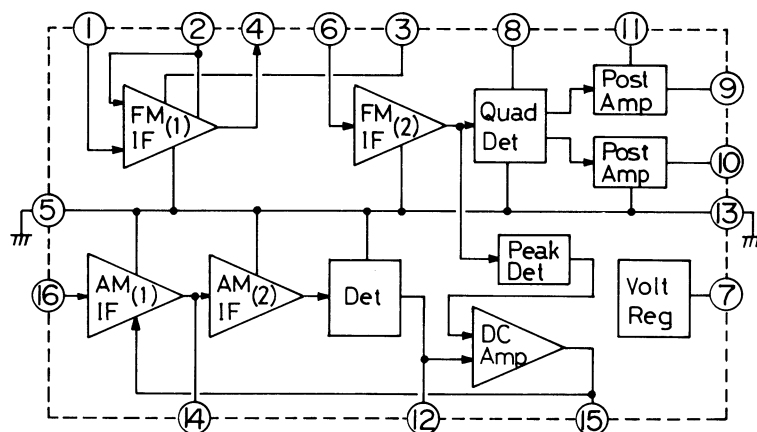 1 2 4 6 3 8 11
FM(1)
IF
FM(2)
IF
Quad
Det
Post
Amp
9
Post
Amp
10
5
13
16
AM(1)
IF
AM(2)
IF
Det
Peak
Det
DC
Amp
Volt
Reg
7
14 12 15